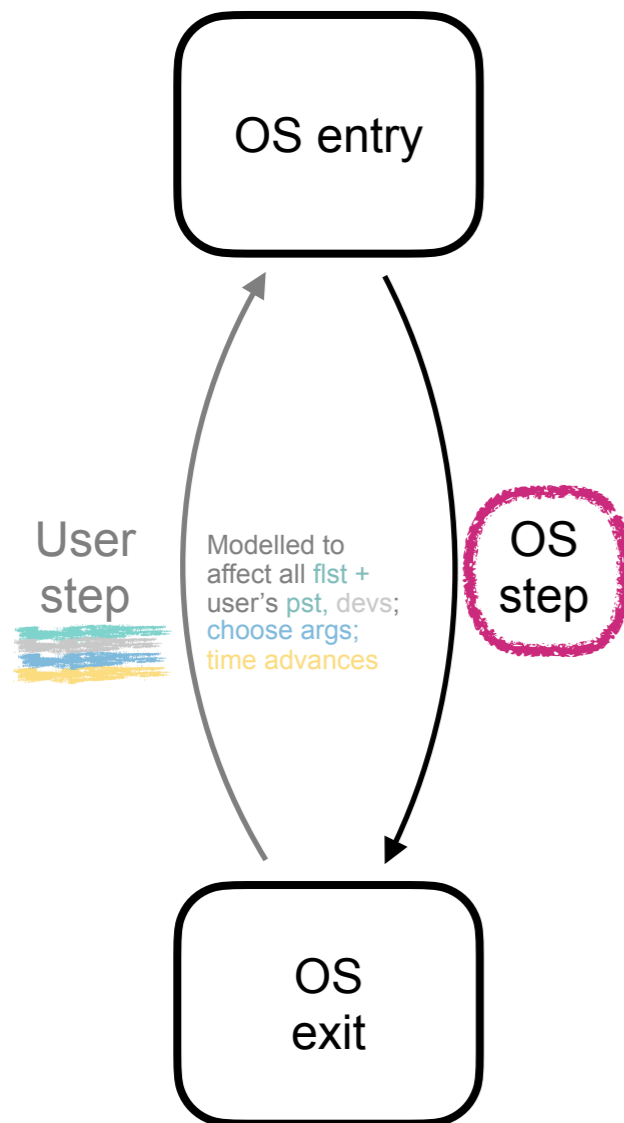 OS entry
User
step
Modelled to
affect all flst +
user's pst, devs;
choose args;
time advances
OS
step
OS
exit